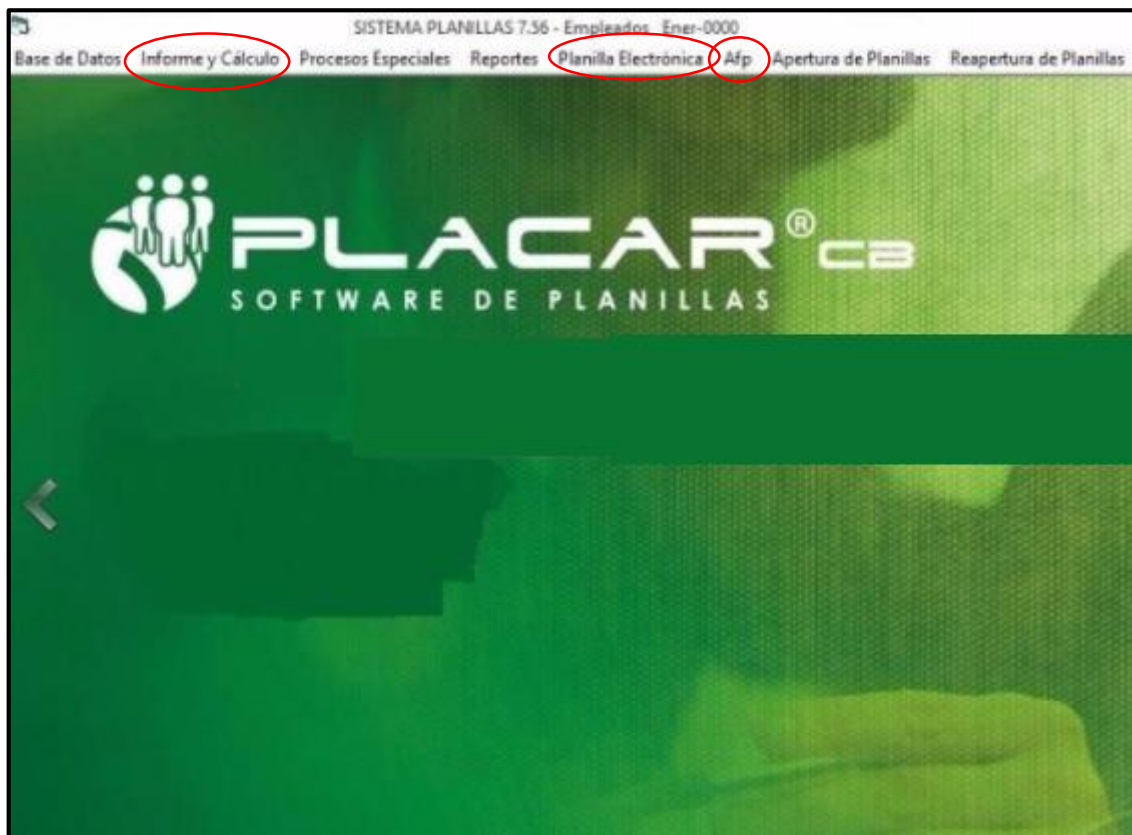 SISTEMA PLANILLAS 7.56 - Empleados Ener-0000
Base de Datos Informe y Cálculo Procesos Especiales Reportes Planilla Electrónica Afp Apertura de Planillas Reapertura de Planillas
PLACAR® CB
SOFTWARE DE PLANILLAS